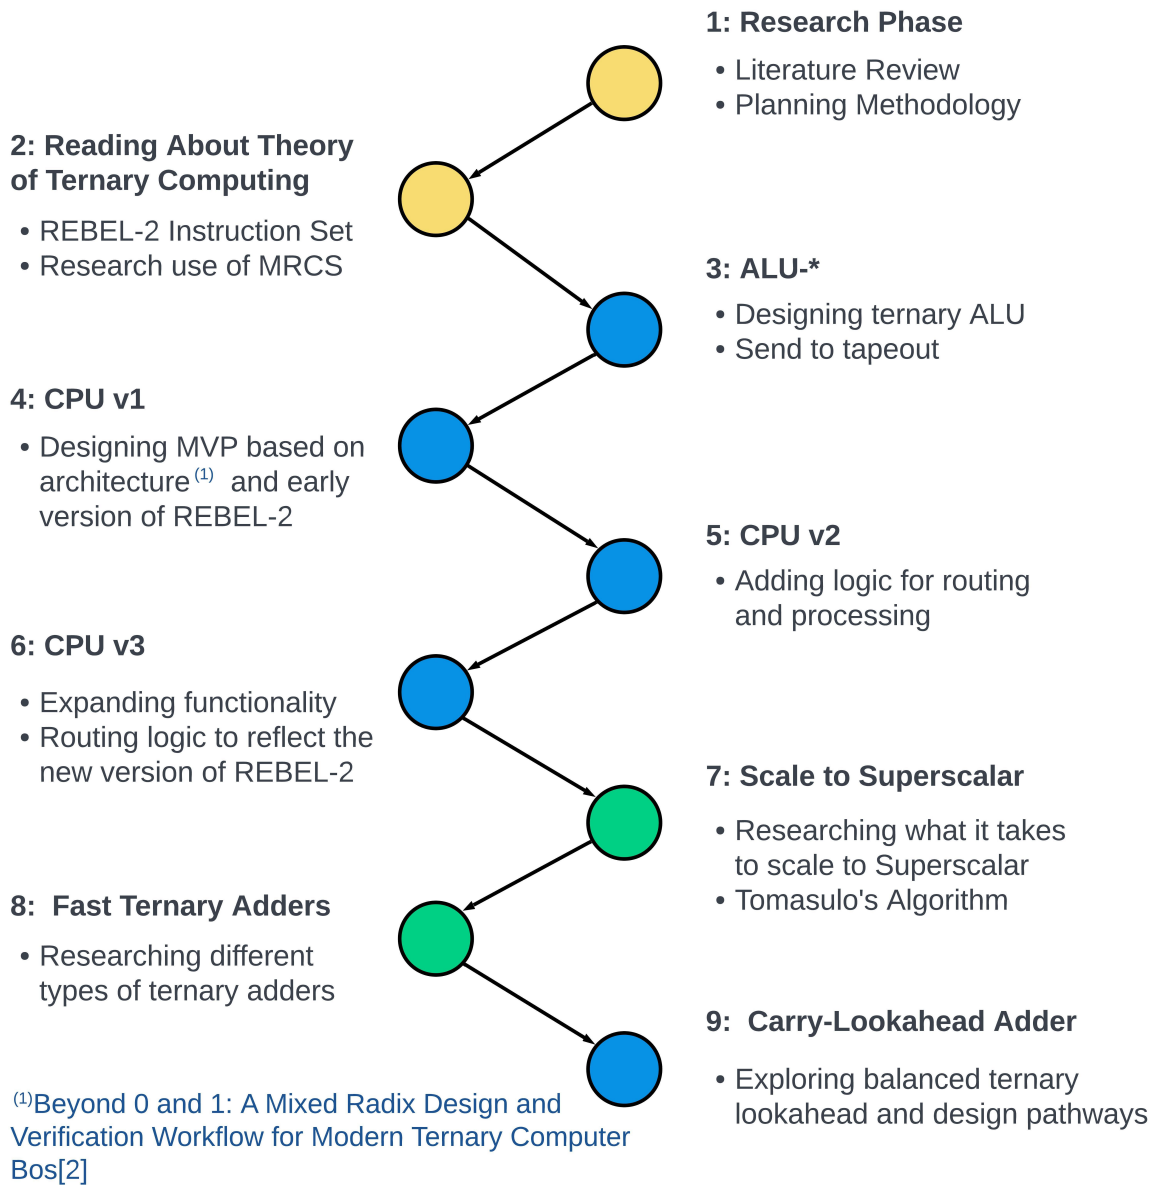 1: Research Phase
• Literature Review
• Planning Methodology
2: Reading About Theory
of Ternary Computing
• REBEL-2 Instruction Set
• Research use of MRCS
3: ALU-*
• Designing ternary ALU
• Send to tapeout
4: CPU v1
• Designing MVP based on
architecture (1) and early
version of REBEL-2
5: CPU v2
• Adding logic for routing
and processing
6: CPU v3
• Expanding functionality
• Routing logic to reflect the
new version of REBEL-2
7: Scale to Superscalar
• Researching what it takes
to scale to Superscalar
• Tomasulo's Algorithm
8: Fast Ternary Adders
• Researching different
types of ternary adders
9: Carry-Lookahead Adder
• Exploring balanced ternary
lookahead and design pathways
(1)Beyond 0 and 1: A Mixed Radix Design and
Verification Workflow for Modern Ternary Computer
Bos[2]